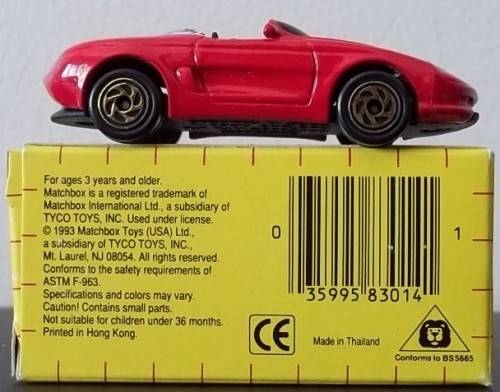 For ages 3 years and older.
Matchbox is a registered trademark of
Matchbox International Ltd., a subsidiary of
TYCO TOYS, INC. Used under license.
© 1993 Matchbox Toys (USA) Ltd.,
a subsidiary of TYCO TOYS, INC.,
Mt. Laurel, NJ 08054. All rights reserved.
Conforms to the safety requirements of
ASTM F-963.
Specifications and colors may vary.
Caution! Contains small parts.
Not suitable for children under 36 months.
Printed in Hong Kong.
0 35995 83014 1
CE
Made in Thailand
Conforms to BS5665